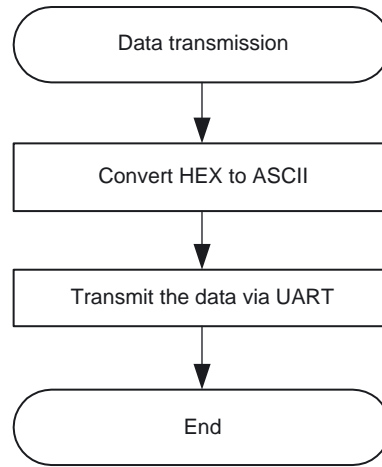 Data transmission
Convert HEX to ASCII
Transmit the data via UART
End